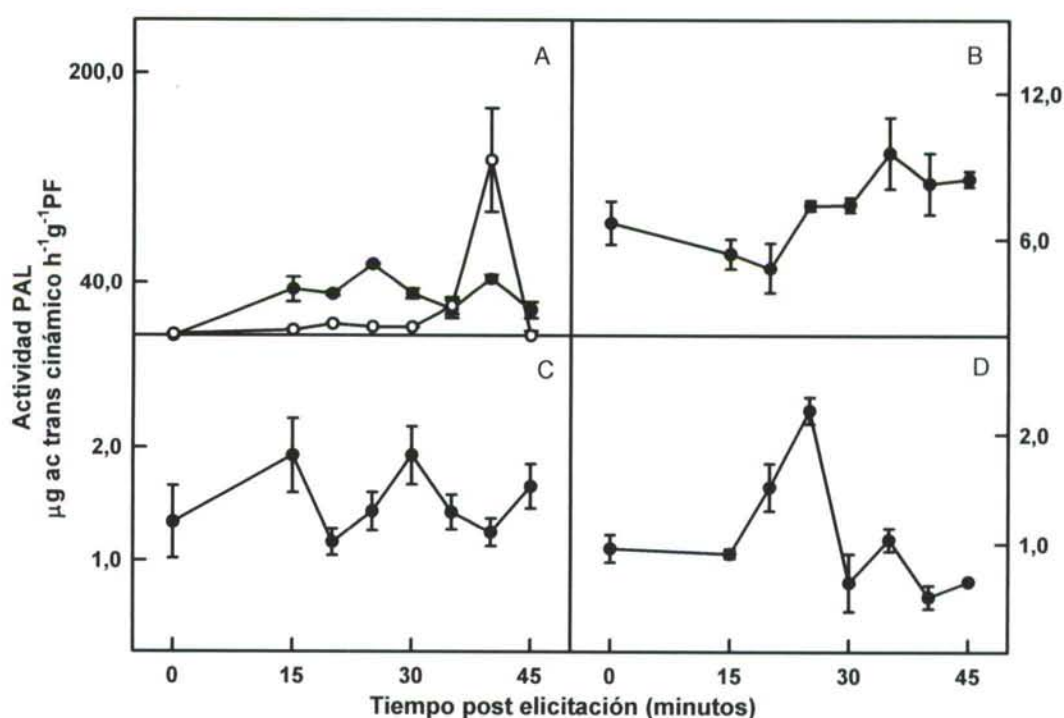 A
B
200,0
40,0
12,0
6,0
Actividad PAL
µg ac trans cinámico h⁻¹g⁻¹PF
C
D
2,0
1,0
2,0
1,0
0 15 30 45
0 15 30 45
Tiempo post elicitación (minutos)